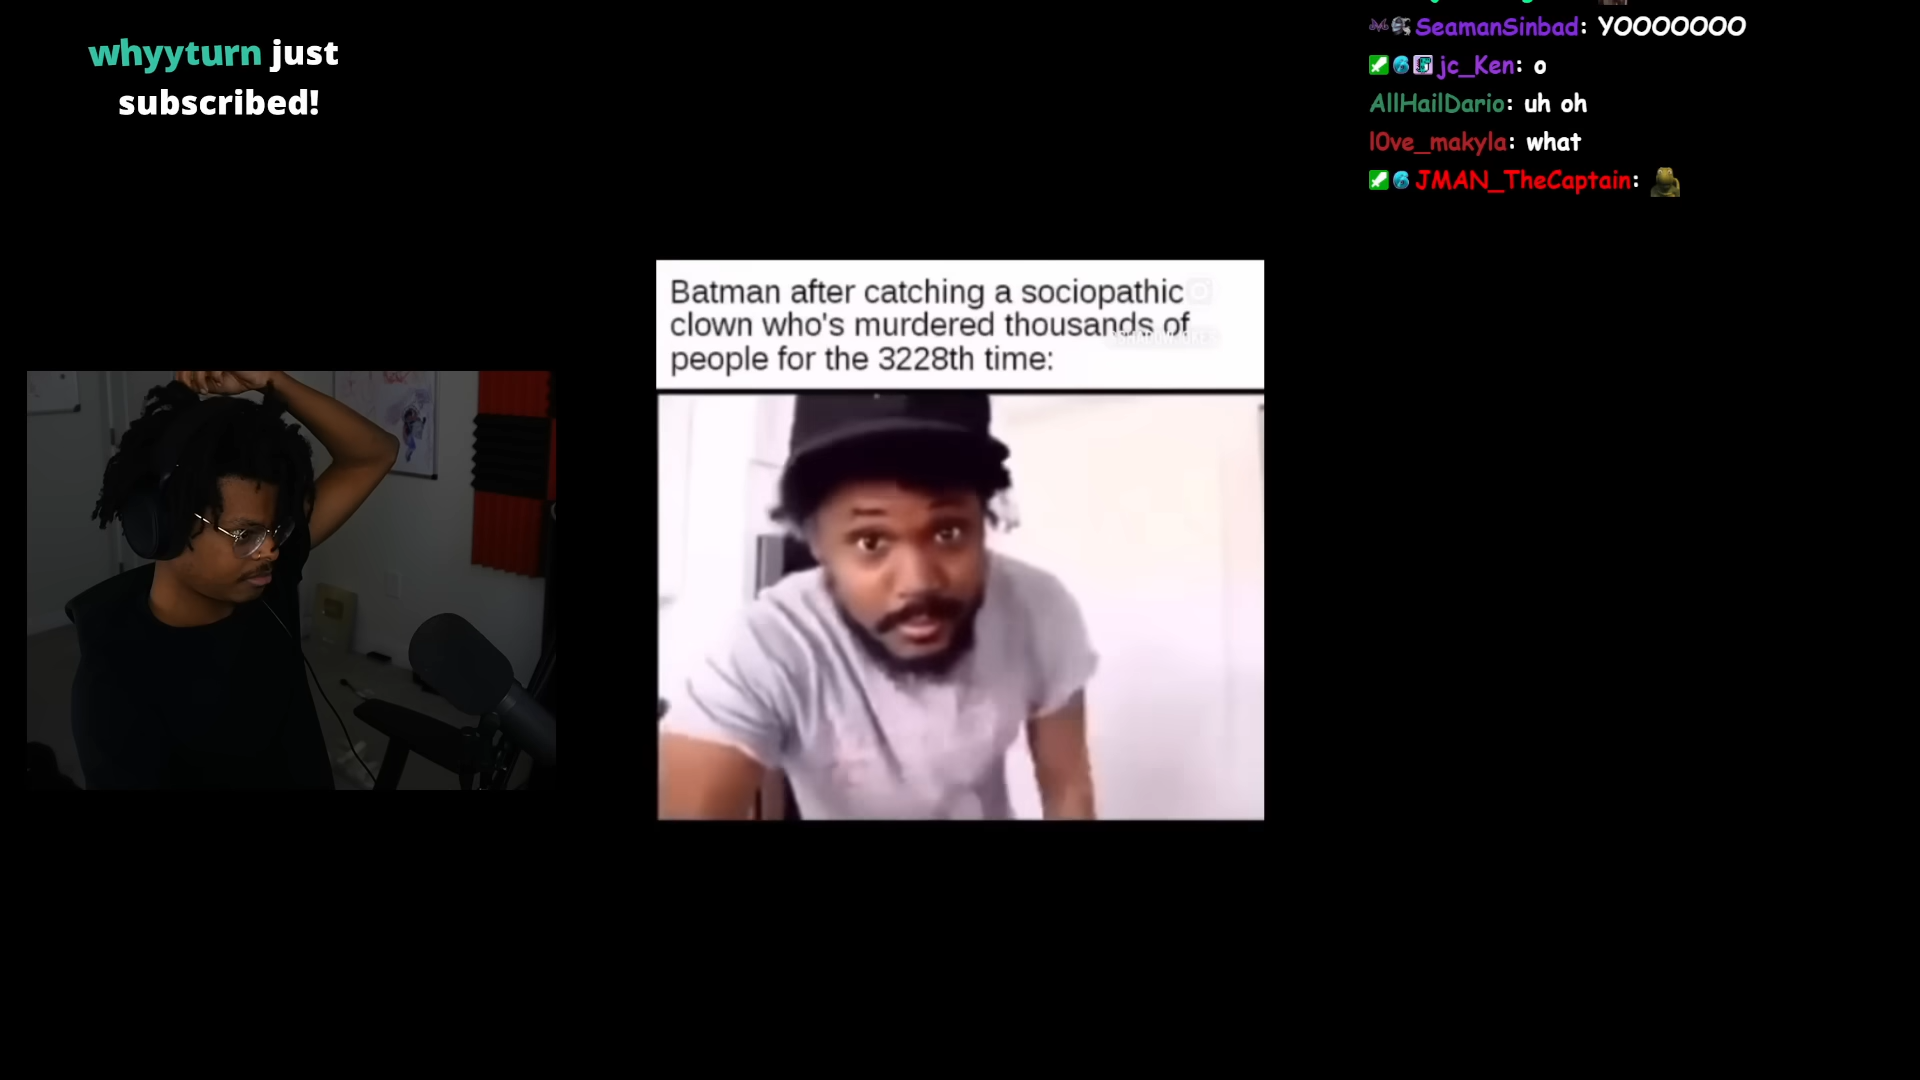 whyyturn just
subscribed!
SeamanSinbad: YOOOOOOO
jc_Ken: o
AllHailDario: uh oh
l0ve_makyla: what
JMAN_TheCaptain:
Batman after catching a sociopathic
clown who's murdered thousands of
people for the 3228th time: